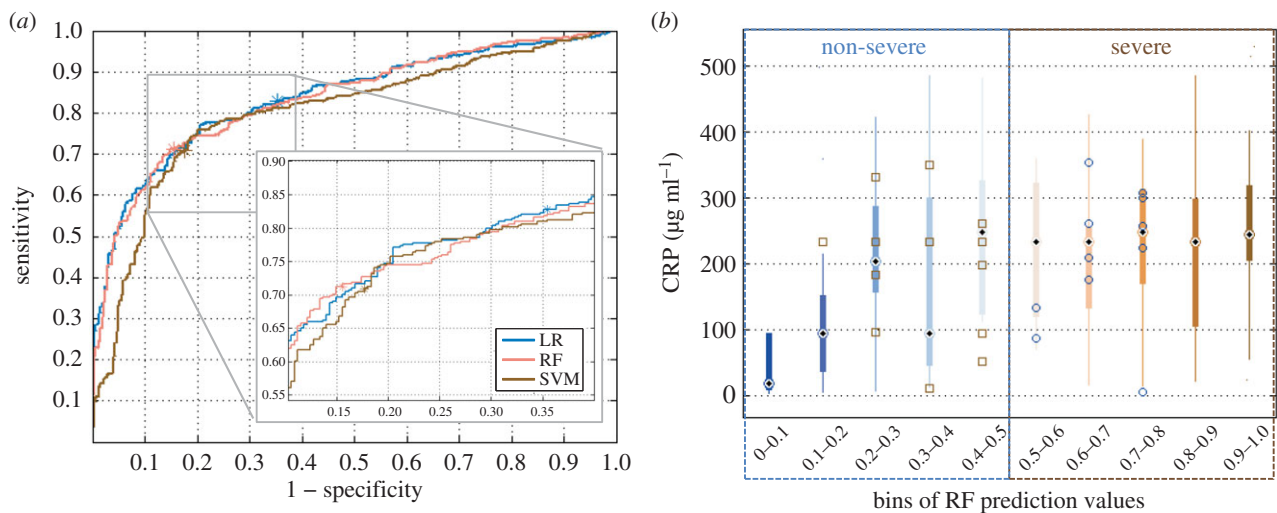 (a)
1.0
0.9
0.8
0.7
0.6
0.5
0.4
0.3
0.2
0.1
sensitivity
0.1 0.2 0.3 0.4 0.5 0.6 0.7 0.8 0.9 1.0
1 – specificity
0.90
0.85
0.80
0.75
0.70
0.65
0.60
0.55
0.15 0.20 0.25 0.30 0.35
LR
RF
SVM
(b)
non-severe severe
500
400
300
200
100
0
CRP (µg ml⁻¹)
0–0.1 0.1–0.2 0.2–0.3 0.3–0.4 0.4–0.5 0.5–0.6 0.6–0.7 0.7–0.8 0.8–0.9 0.9–1.0
bins of RF prediction values